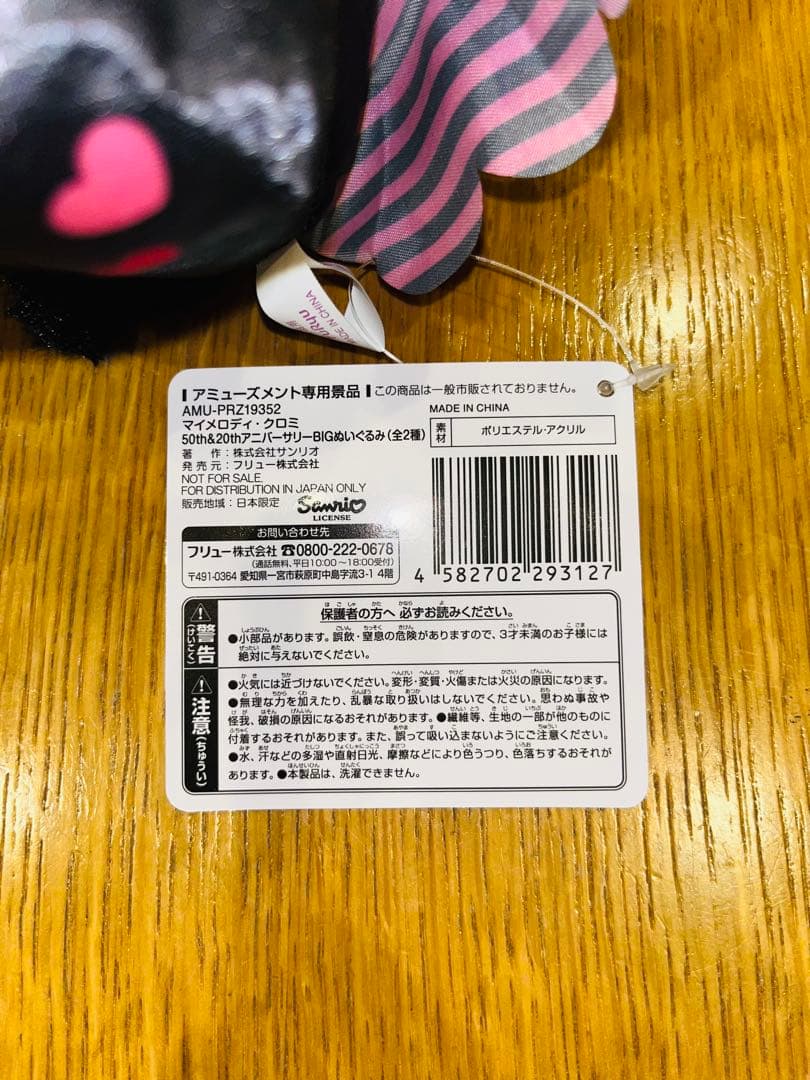 FURYU
MADE IN CHINA
アミューズメント専用景品 この商品は一般市販されておりません。
AMU-PRZ19352
マイメロディ・クロミ
50th&20thアニバーサリーBIGぬいぐるみ(全2種)
著 作:株式会社サンリオ
発 売 元:フリュー株式会社
NOT FOR SALE.
FOR DISTRIBUTION IN JAPAN ONLY
販売地域:日本限定
Sanrio
LICENSE
MADE IN CHINA
素材 ポリエステル・アクリル
お問い合わせ先
フリュー株式会社 ☎0800-222-0678
(通話無料、平日10:00~18:00受付)
〒491-0364 愛知県一宮市萩原町中島字流3-1 4階
4 582702 293127
警告(けいこく)
保護者の方へ 必ずお読みください。
●小部品があります。誤飲・窒息の危険がありますので、3才未満のお子様には
絶対に与えないでください。
注意(ちゅうい)
●火気には近づけないでください。変形・変質・火傷または火災の原因になります。
●無理な力を加えたり、乱暴な取り扱いはしないでください。思わぬ事故や
怪我、破損の原因になるおそれがあります。●繊維等、生地の一部が他のものに
付着するおそれがあります。また、誤って吸い込まないようにご注意ください。
●水、汗などの多湿や直射日光、摩擦などにより色うつり、色落ちするおそれが
あります。●本製品は、洗濯できません。